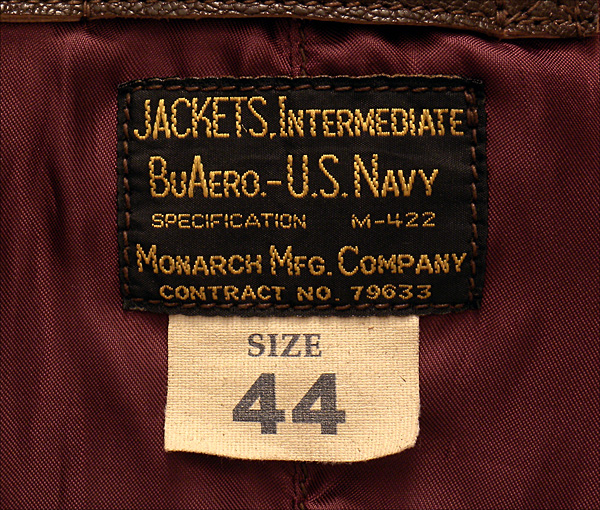 JACKETS, INTERMEDIATE
BUAERO.-U.S. NAVY
SPECIFICATION M-422
MONARCH MFG. COMPANY
CONTRACT NO. 79633
SIZE
44